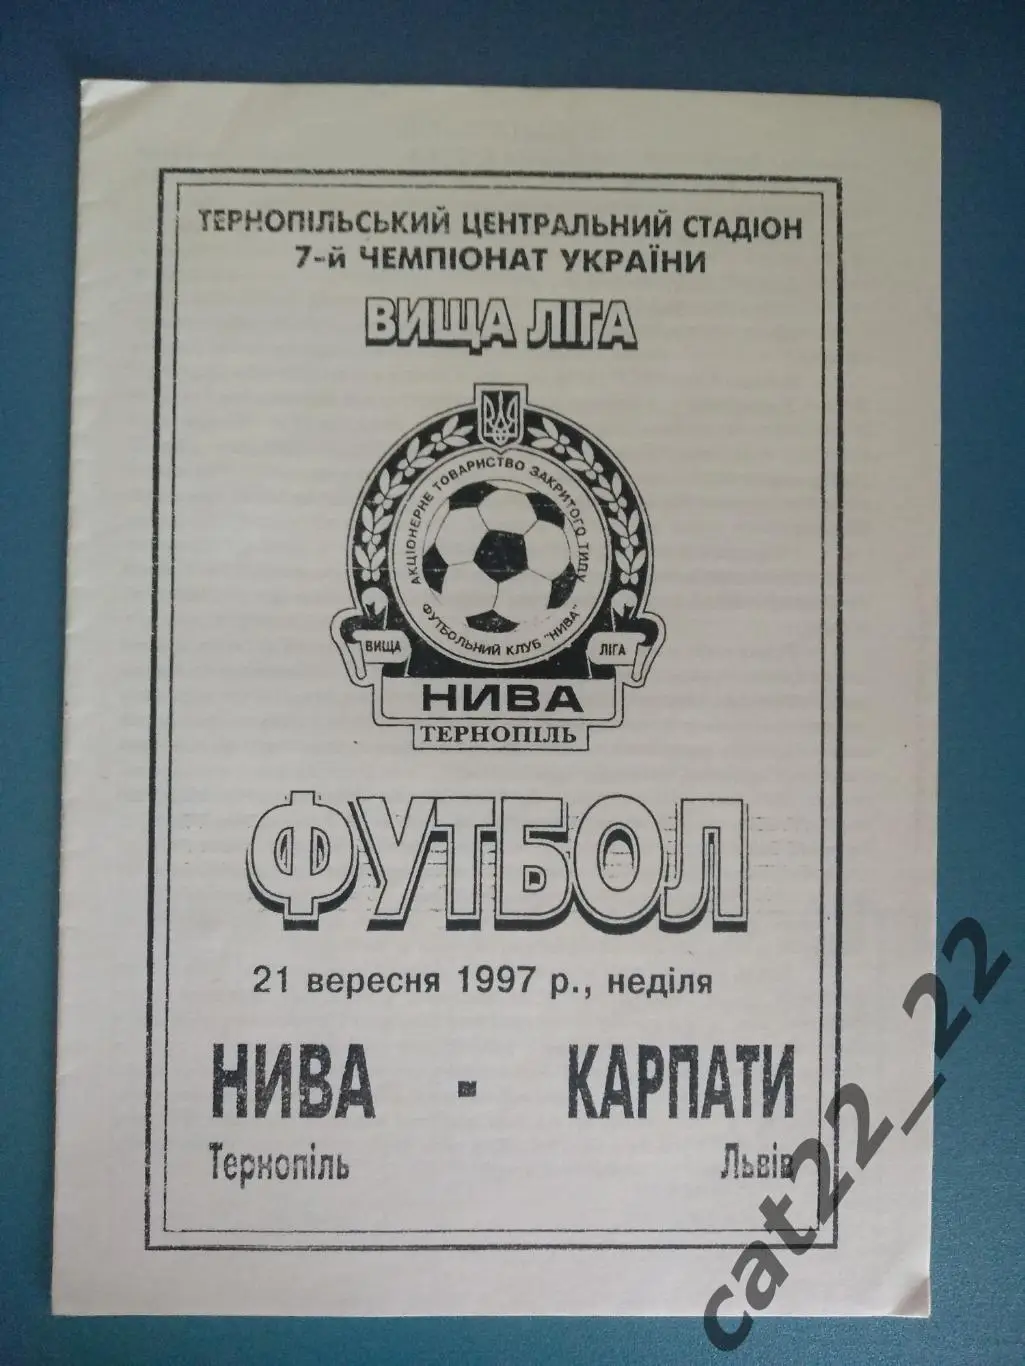 ТЕРНОПІЛЬСЬКИЙ ЦЕНТРАЛЬНИЙ СТАДІОН
7-й ЧЕМПІОНАТ УКРАЇНИ
ВИЩА ЛІГА
АКЦІОНЕРНЕ ТОВАРИСТВО ЗАКРИТОГО ТИПУ
ФУТБОЛЬНИЙ КЛУБ "НИВА"
ВИЩА ЛІГА
НИВА
ТЕРНОПІЛЬ
ФУТБОЛ
21 вересня 1997 р., неділя
НИВА - КАРПАТИ
Тернопіль Львів
cat22_22